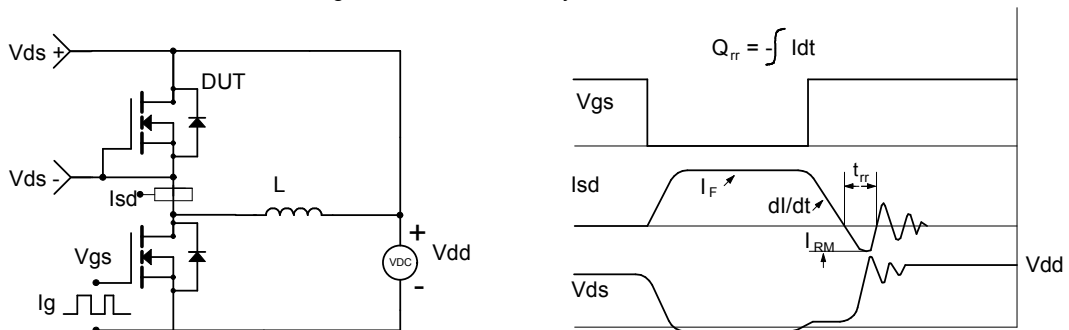 Vds +
DUT
Vds -
Isd
L
Vgs
+
VDC
Vdd
-
Ig
Qrr = -∫ Idt
Vgs
Isd
IF
dI/dt
trr
IRM
Vdd
Vds